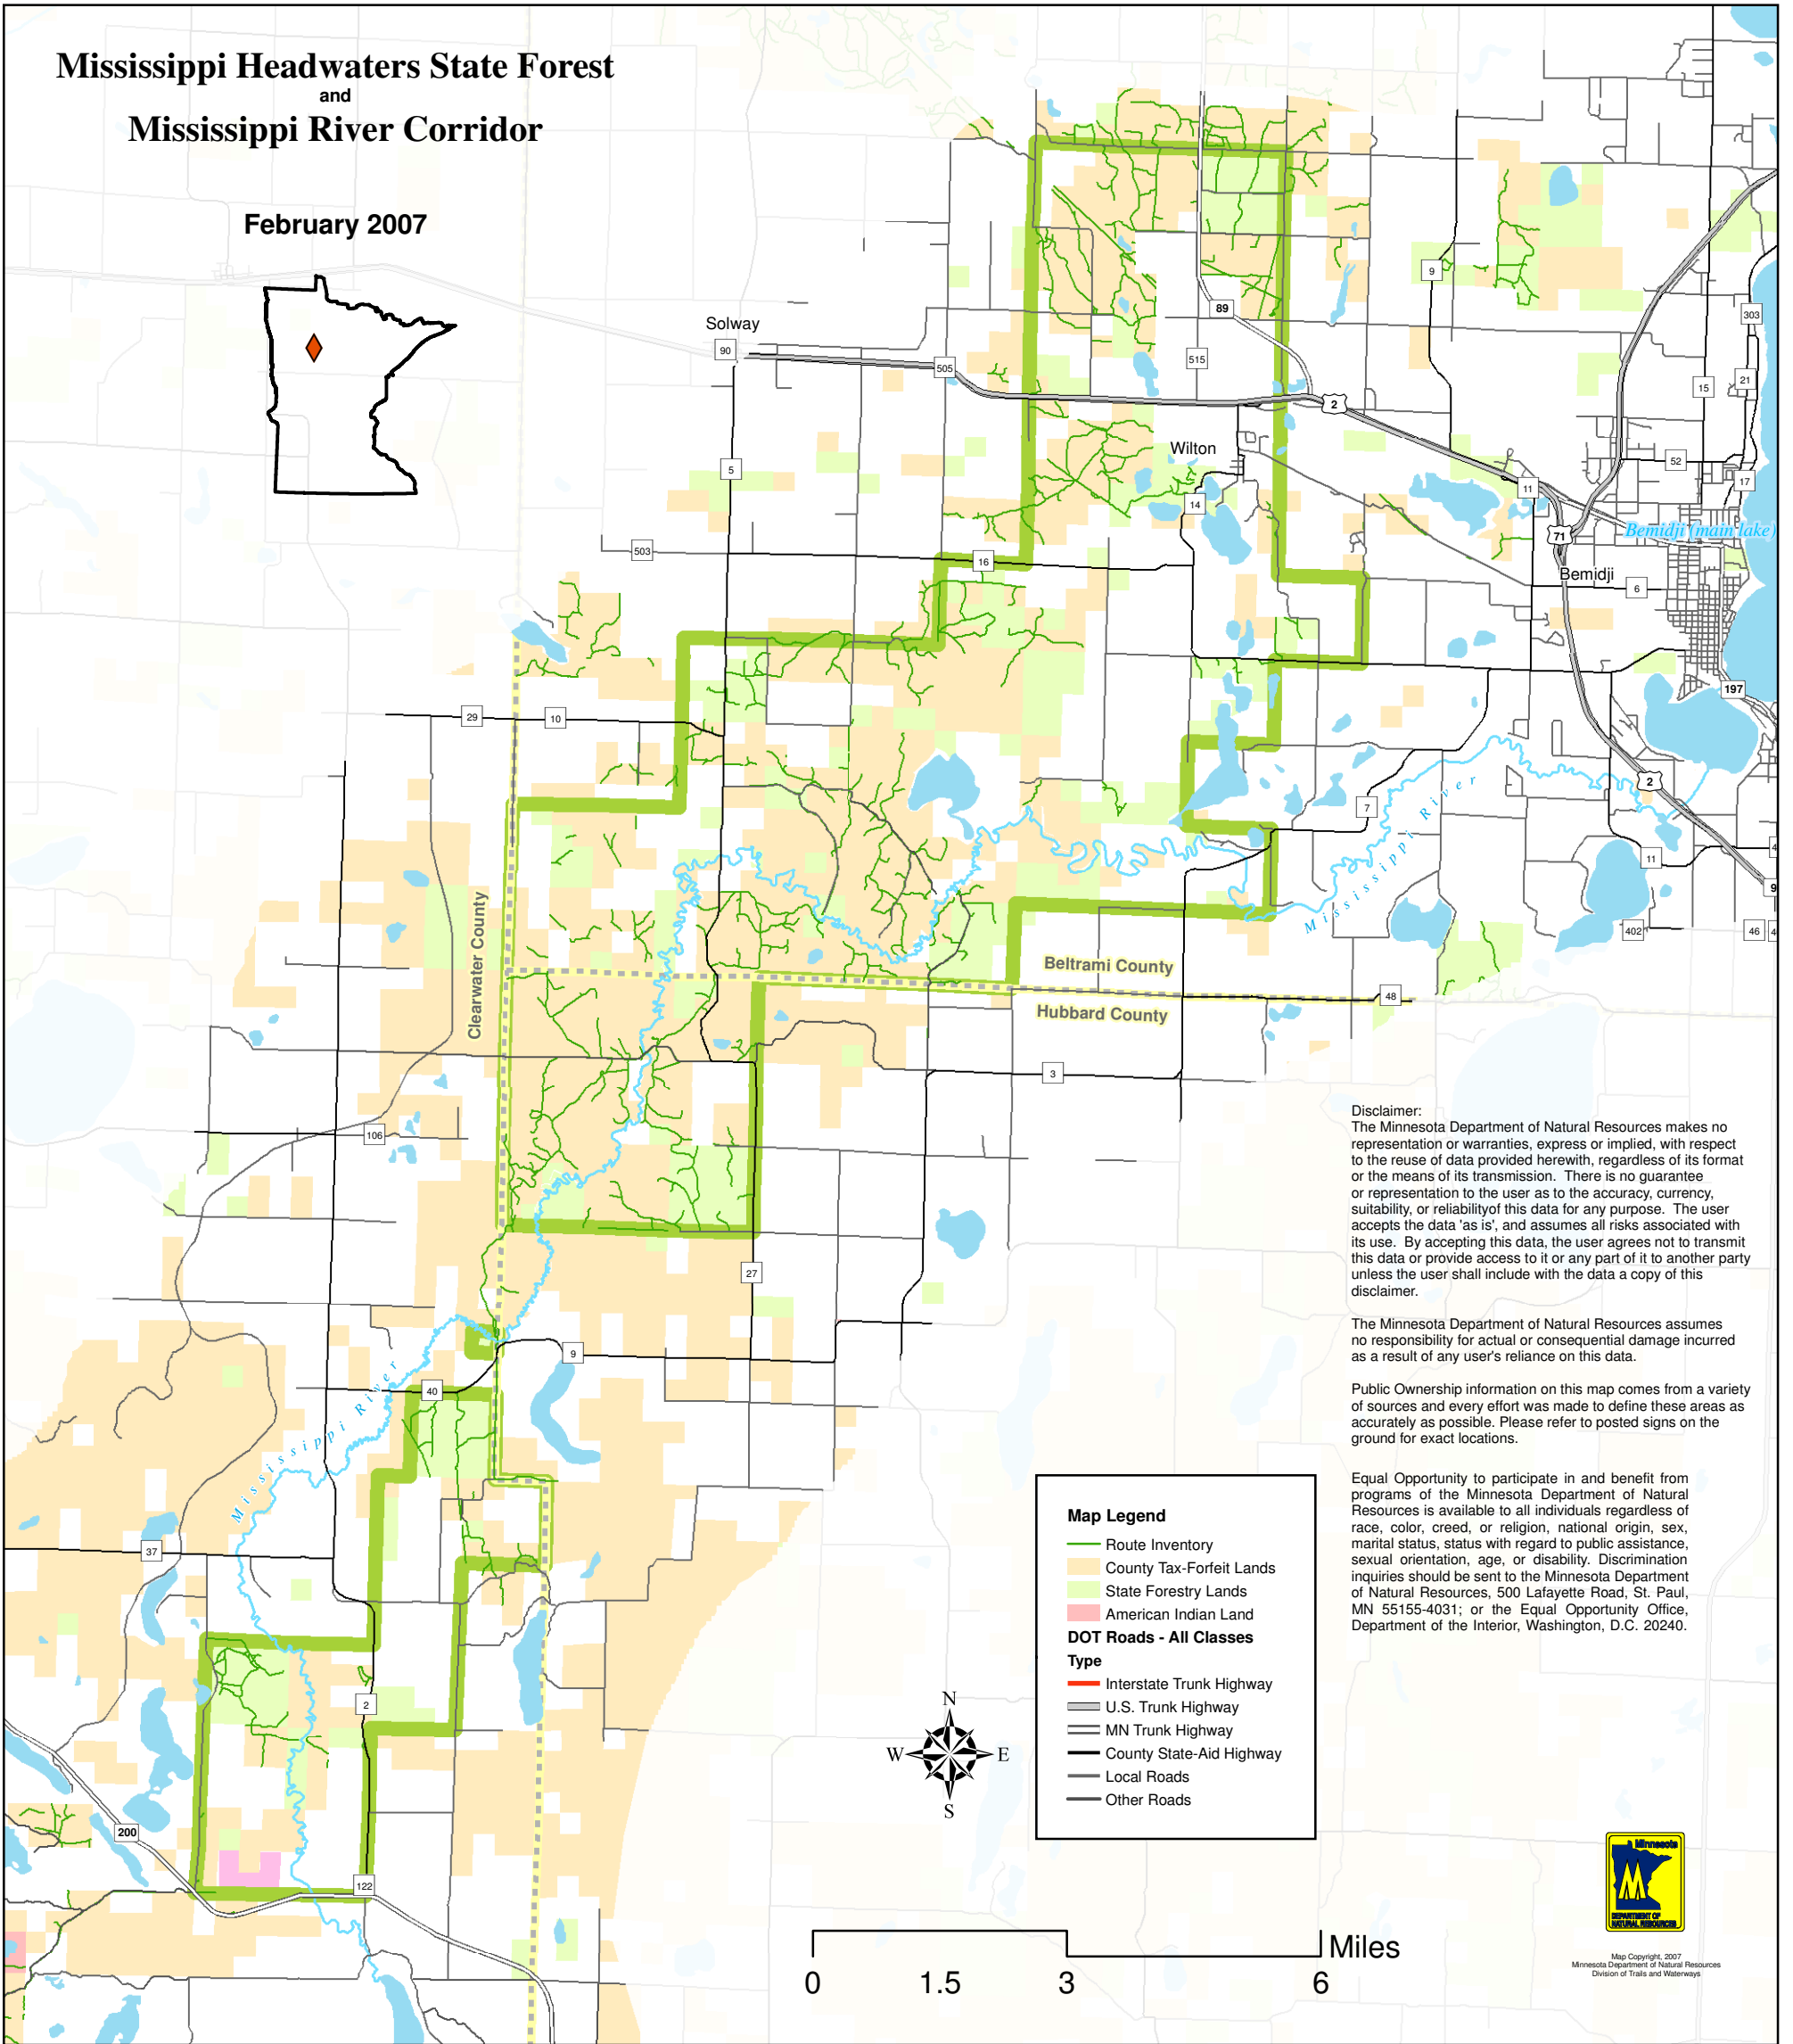 Mississippi Headwaters State Forest
and
Mississippi River Corridor
February 2007
Solway
90
505
89
515
9
303
15
21
2
Wilton
5
52
17
11
14
71
Bemidji (main lake)
Bemidji
503
16
6
197
29
10
2
7
Mississippi River
11
Clearwater County
402
46
Beltrami County
48
Hubbard County
3
106
27
9
40
Mississippi River
37
2
200
122
Disclaimer:
The Minnesota Department of Natural Resources makes no
representation or warranties, express or implied, with respect
to the reuse of data provided herewith, regardless of its format
or the means of its transmission.  There is no guarantee
or representation to the user as to the accuracy, currency,
suitability, or reliabilityof this data for any purpose.  The user
accepts the data 'as is', and assumes all risks associated with
its use.  By accepting this data, the user agrees not to transmit
this data or provide access to it or any part of it to another party
unless the user shall include with the data a copy of this
disclaimer.
The Minnesota Department of Natural Resources assumes
no responsibility for actual or consequential damage incurred
as a result of any user's reliance on this data.
Public Ownership information on this map comes from a variety
of sources and every effort was made to define these areas as
accurately as possible. Please refer to posted signs on the
ground for exact locations.
Equal Opportunity to participate in and benefit from
programs of the Minnesota Department of Natural
Resources is available to all individuals regardless of
race, color, creed, or religion, national origin, sex,
marital status, status with regard to public assistance,
sexual orientation, age, or disability. Discrimination
inquiries should be sent to the Minnesota Department
of Natural Resources, 500 Lafayette Road, St. Paul,
MN 55155-4031; or the Equal Opportunity Office,
Department of the Interior, Washington, D.C. 20240.
Map Legend
Route Inventory
County Tax-Forfeit Lands
State Forestry Lands
American Indian Land
DOT Roads - All Classes
Type
Interstate Trunk Highway
U.S. Trunk Highway
MN Trunk Highway
County State-Aid Highway
Local Roads
Other Roads
N
W E
S
Miles
0 1.5 3 6
Minnesota
DEPARTMENT OF
NATURAL RESOURCES
Map Copyright, 2007
Minnesota Department of Natural Resources
Division of Trails and Waterways